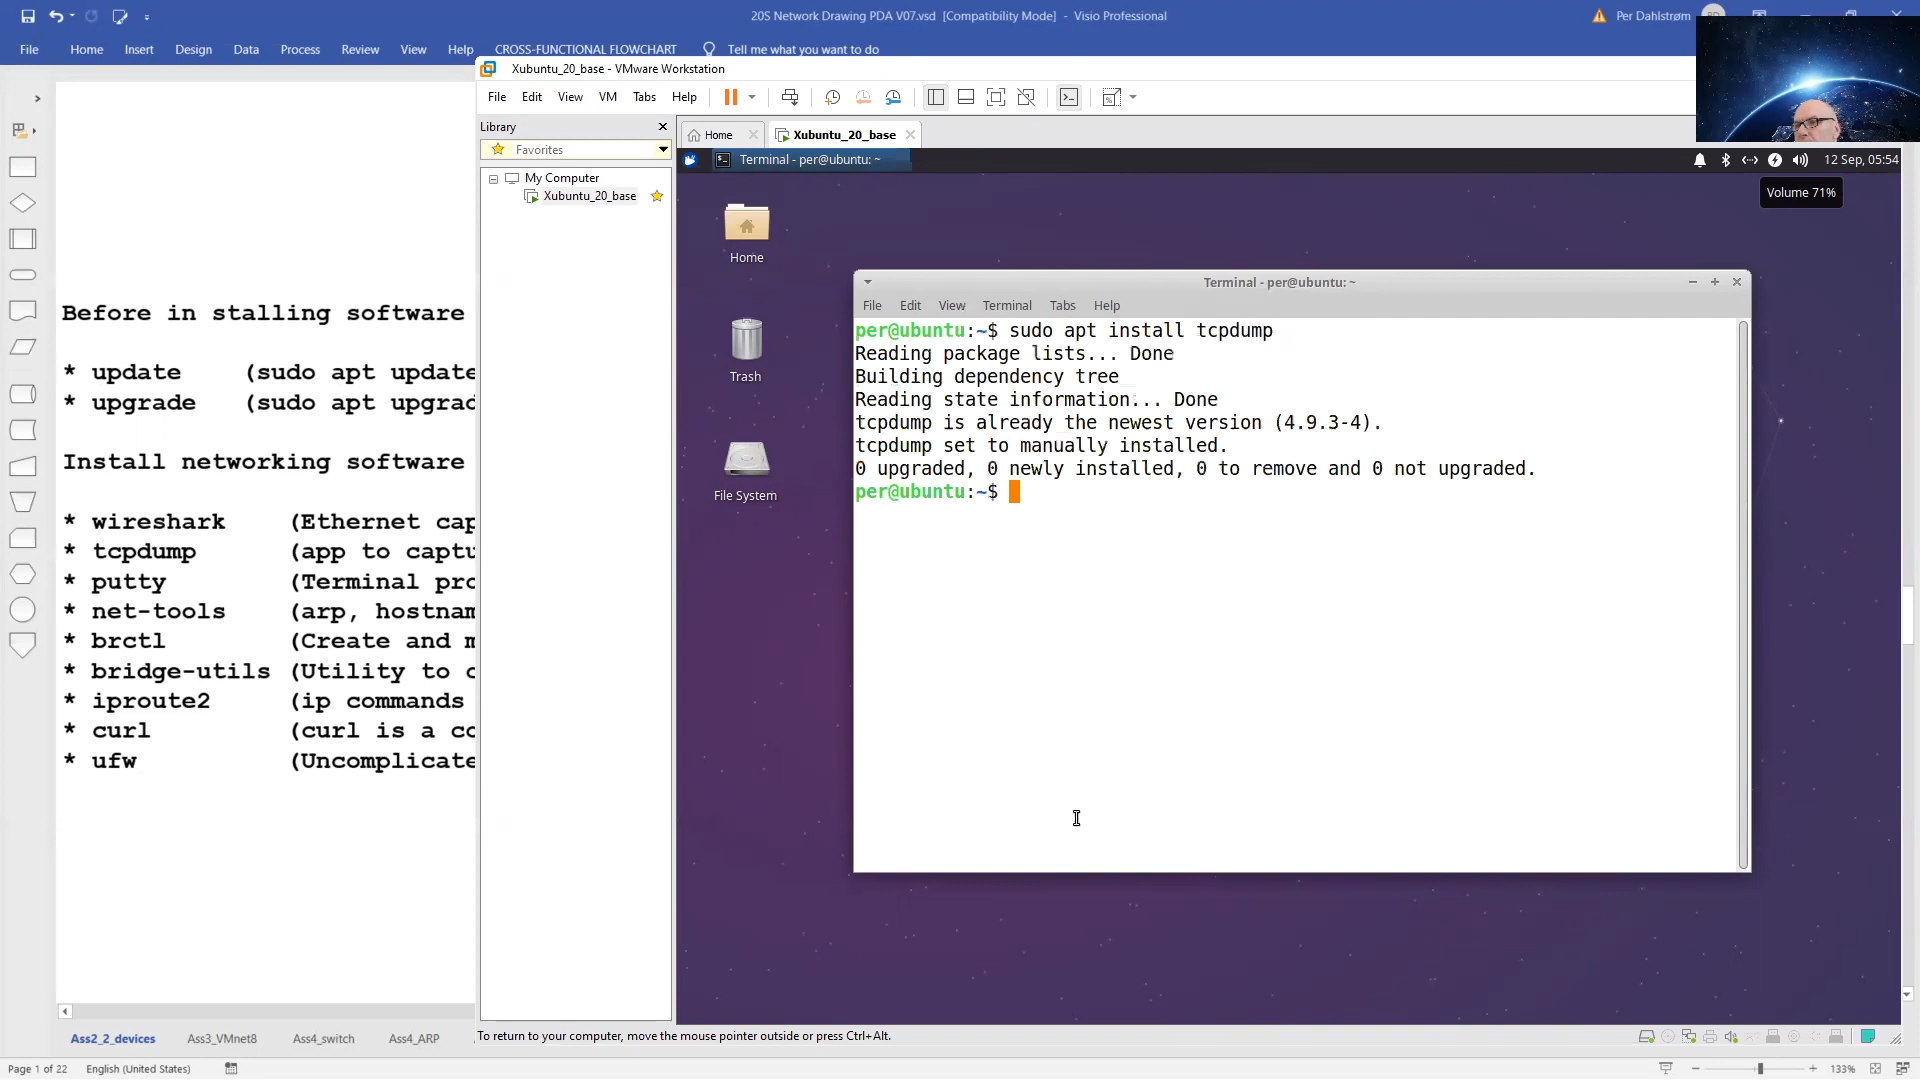 20S Network Drawing PDA V07.vsd [Compatibility Mode] - Visio Professional
Per Dahlstrøm
File Home Insert Design Data Process Review View Help CROSS-FUNCTIONAL FLOWCHART Tell me what you want to do
Xubuntu_20_base - VMware Workstation
File Edit View VM Tabs Help
Library
Favorites
My Computer
Xubuntu_20_base
Home Xubuntu_20_base
Terminal - per@ubuntu: ~
12 Sep, 05:54
Volume 71%
Home
Trash
File System
Terminal - per@ubuntu: ~
File Edit View Terminal Tabs Help
per@ubuntu:~$ sudo apt install tcpdump
Reading package lists... Done
Building dependency tree
Reading state information... Done
tcpdump is already the newest version (4.9.3-4).
tcpdump set to manually installed.
0 upgraded, 0 newly installed, 0 to remove and 0 not upgraded.
per@ubuntu:~$
Before in stalling software
* update (sudo apt update
* upgrade (sudo apt upgrad
Install networking software
* wireshark (Ethernet cap
* tcpdump (app to captu
* putty (Terminal pro
* net-tools (arp, hostnam
* brctl (Create and m
* bridge-utils (Utility to c
* iproute2 (ip commands
* curl (curl is a co
* ufw (Uncomplicate
Ass2_2_devices Ass3_VMnet8 Ass4_switch Ass4_ARP
To return to your computer, move the mouse pointer outside or press Ctrl+Alt.
Page 1 of 22 English (United States)
133%